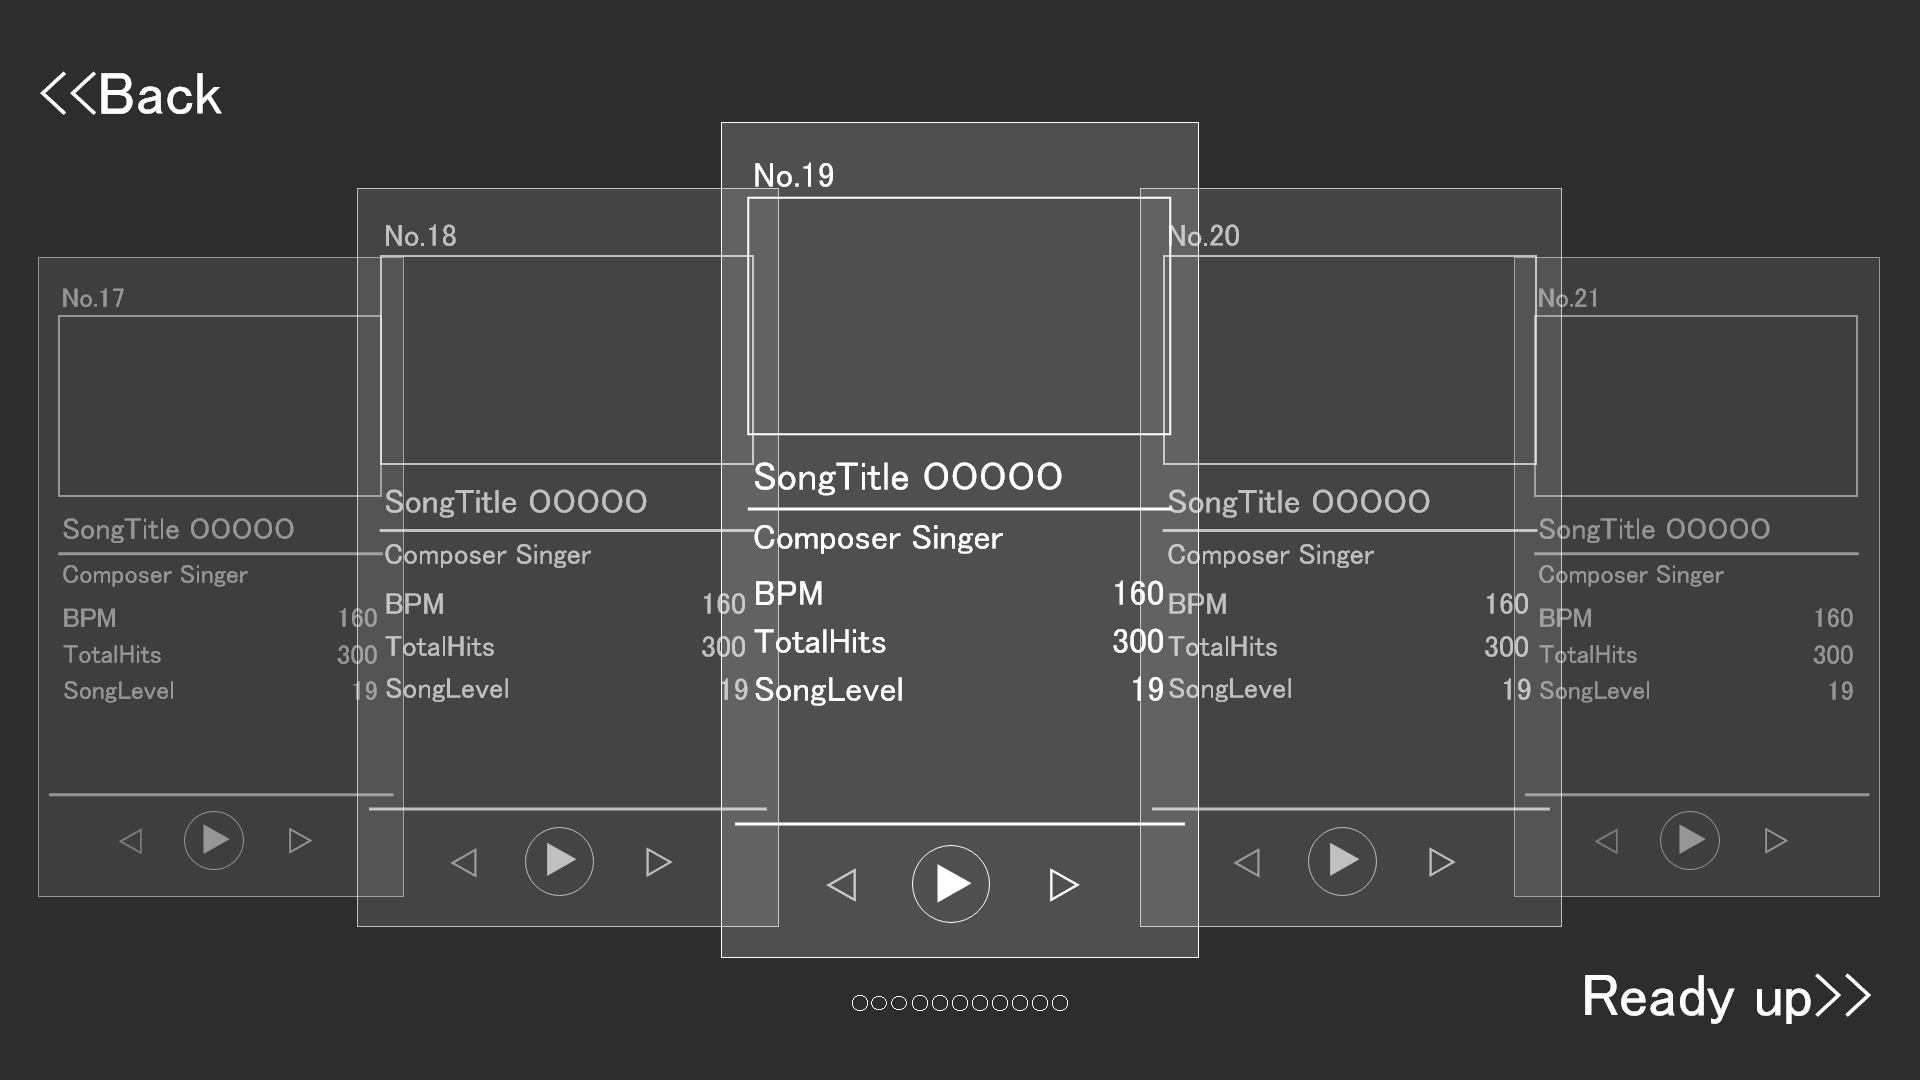 <<Back
No.17
SongTitle OOOOO
Composer Singer
BPM 160
TotalHits 300
SongLevel 19
No.18
SongTitle OOOOO
Composer Singer
BPM 160
TotalHits 300
SongLevel 19
No.19
SongTitle OOOOO
Composer Singer
BPM 160
TotalHits 300
SongLevel 19
No.20
SongTitle OOOOO
Composer Singer
BPM 160
TotalHits 300
SongLevel 19
No.21
SongTitle OOOOO
Composer Singer
BPM 160
TotalHits 300
SongLevel 19
Ready up>>